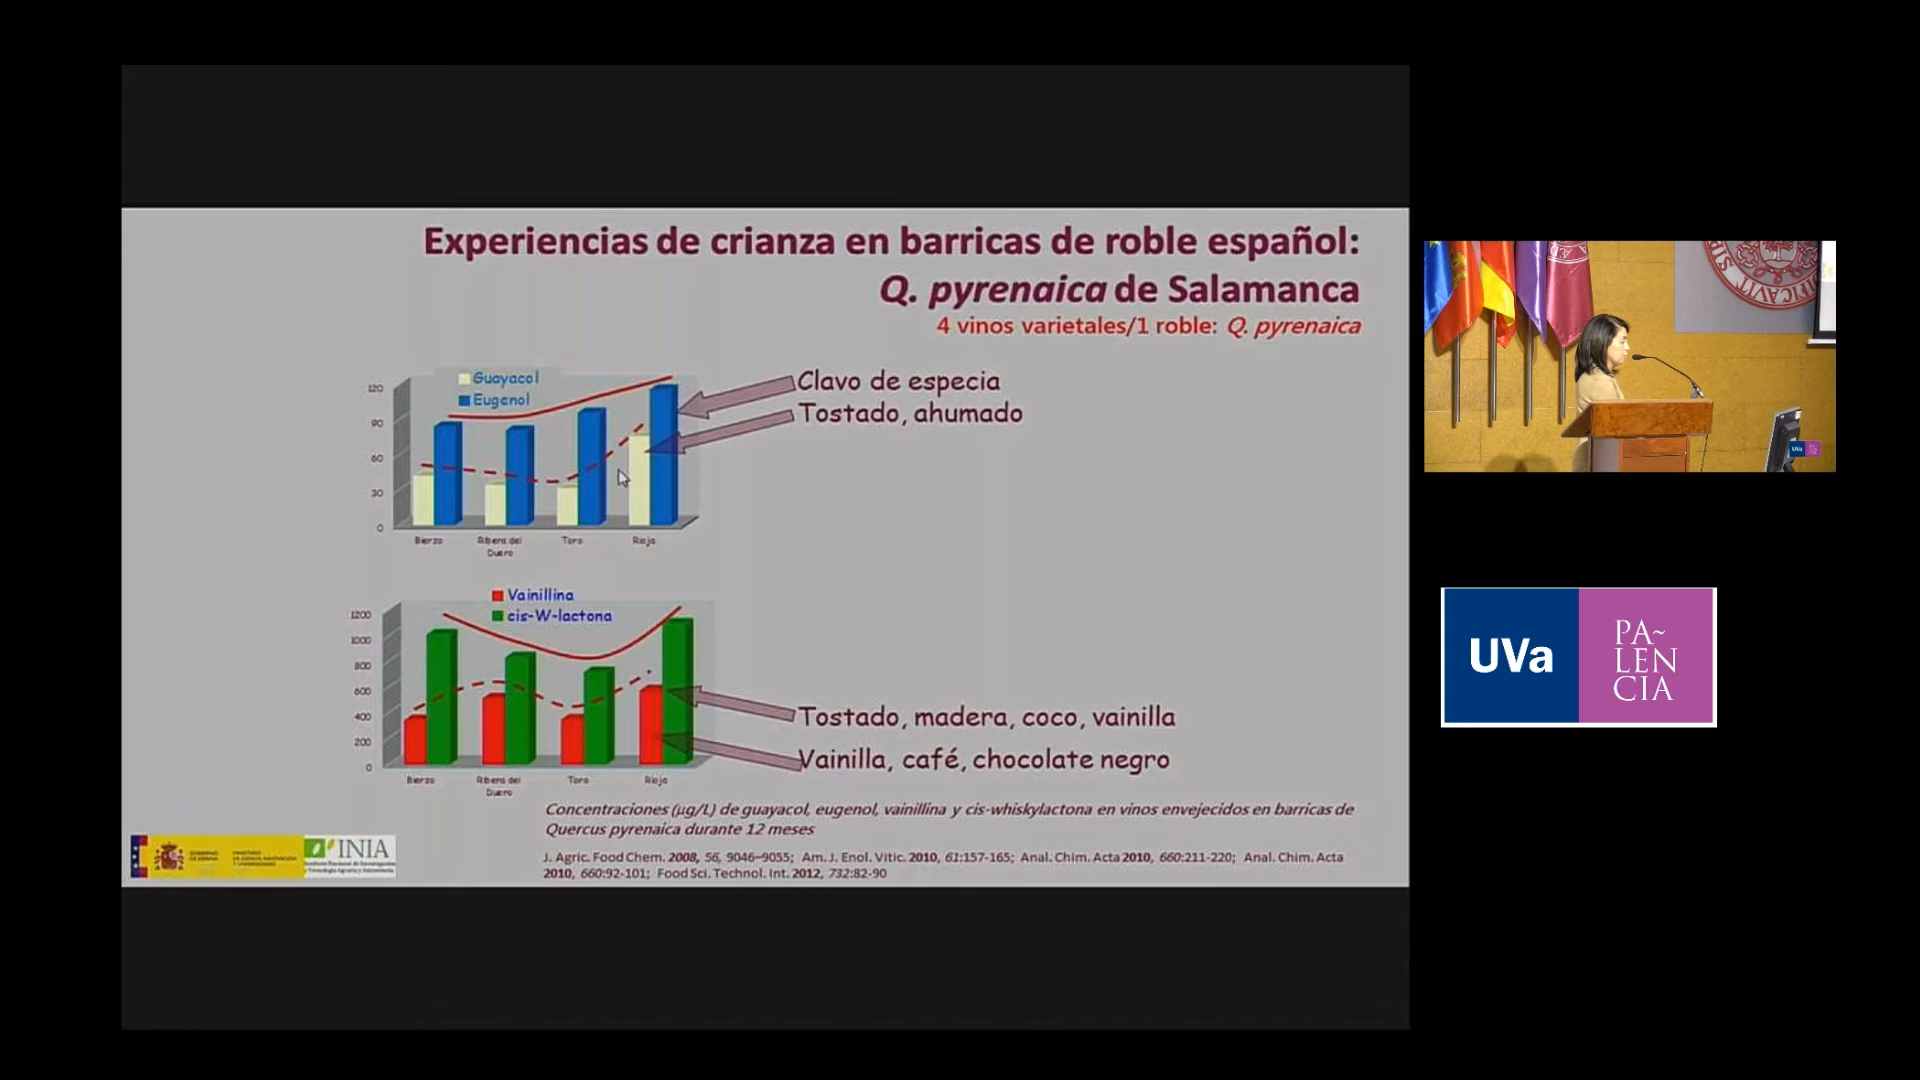 Experiencias de crianza en barricas de roble español:
Q. pyrenaica de Salamanca
4 vinos varietales/1 roble: Q. pyrenaica
Guayacol
Eugenol
120
90
60
30
0
Bierzo
Ribera del
Duero
Toro
Rioja
Clavo de especia
Tostado, ahumado
Vainillina
cis-W-lactona
1200
1000
800
600
400
200
0
Bierzo
Ribera del
Duero
Toro
Rioja
Tostado, madera, coco, vainilla
Vainilla, café, chocolate negro
Concentraciones (µg/L) de guayacol, eugenol, vainillina y cis-whiskylactona en vinos envejecidos en barricas de
Quercus pyrenaica durante 12 meses
J. Agric. Food Chem. 2008, 56, 9046–9055; Am. J. Enol. Vitic. 2010, 61:157-165; Anal. Chim. Acta 2010, 660:211-220; Anal. Chim. Acta
2010, 660:92-101; Food Sci. Technol. Int. 2012, 732:82-90
GOBIERNO
DE ESPAÑA
INIA
UVa
PA~
LEN
CIA